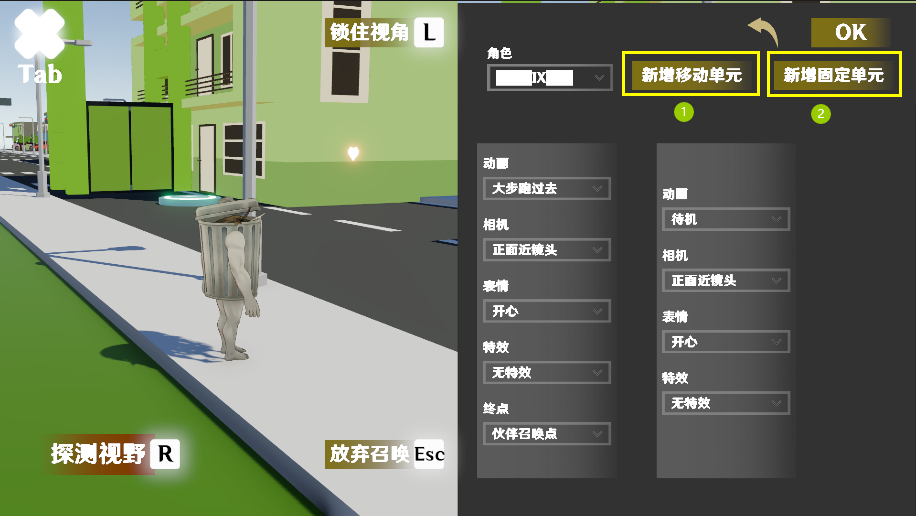 Tab
锁住视角 L
探测视野 R
放弃召唤 Esc
OK
角色
IX
新增移动单元
新增固定单元
1
2
动画
大步跑过去
相机
正面近镜头
表情
开心
特效
无特效
终点
伙伴召唤点
动画
待机
相机
正面近镜头
表情
开心
特效
无特效